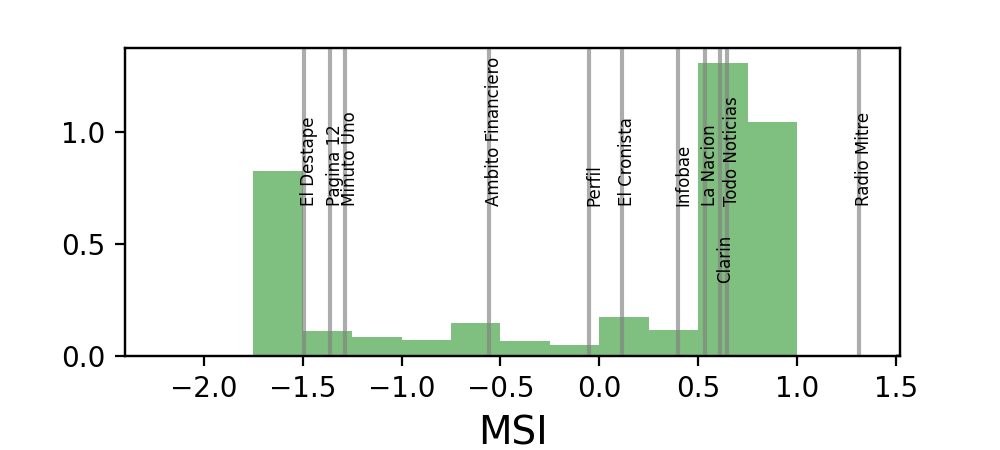 1.0
0.5
0.0
El Destape
Pagina 12
Minuto Uno
Ambito Financiero
Perfil
El Cronista
Infobae
La Nacion
Clarin
Todo Noticias
Radio Mitre
−2.0 −1.5 −1.0 −0.5 0.0 0.5 1.0 1.5
MSI